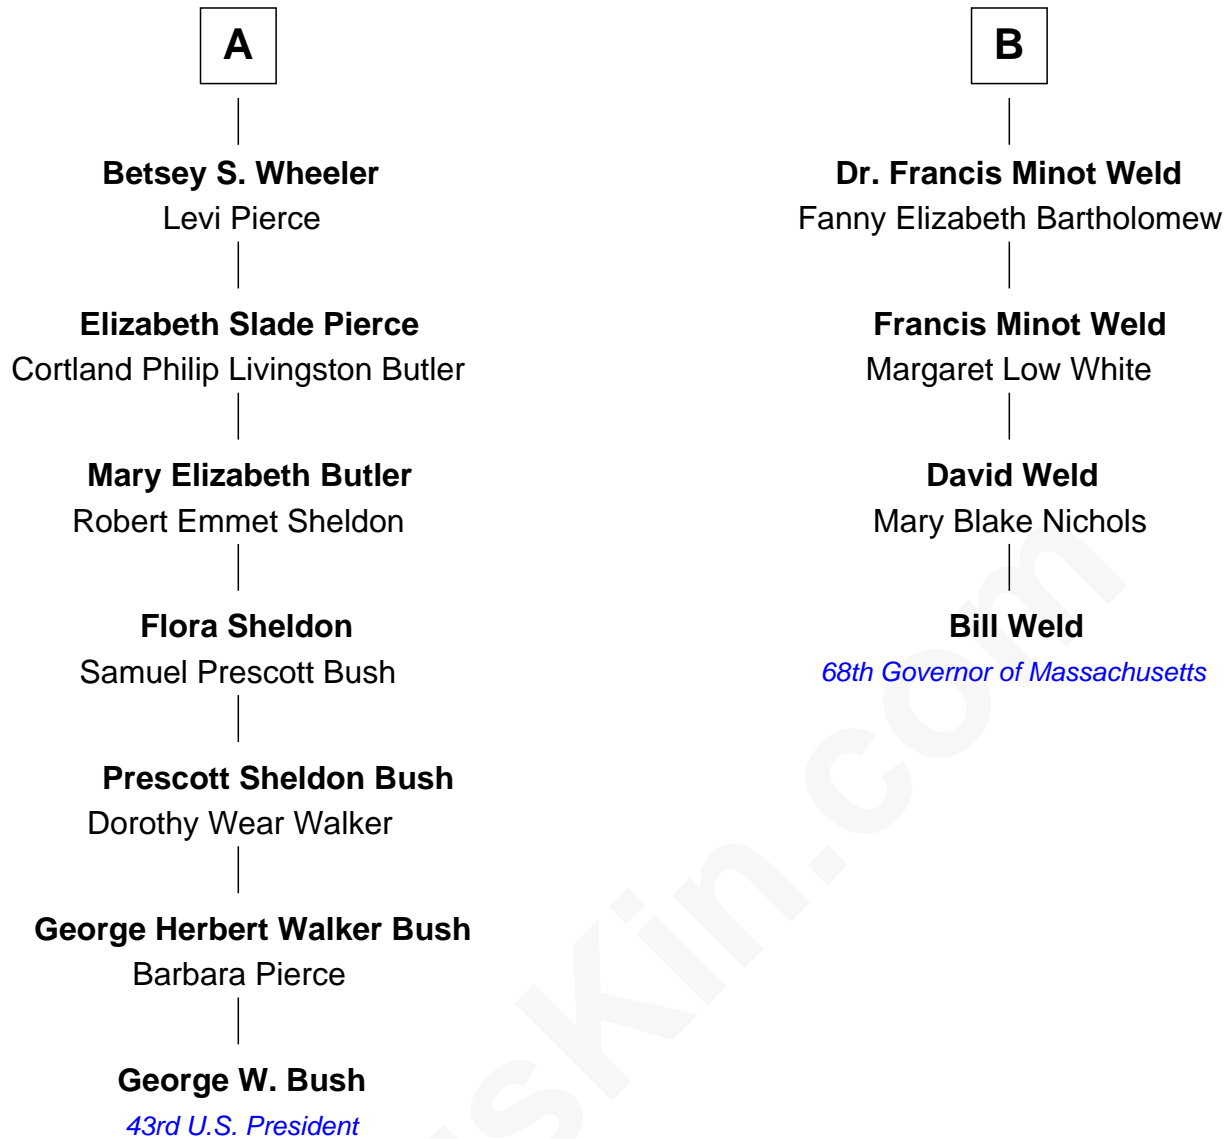 A
Betsey S. Wheeler
Levi Pierce
Elizabeth Slade Pierce
Cortland Philip Livingston Butler
Mary Elizabeth Butler
Robert Emmet Sheldon
Flora Sheldon
Samuel Prescott Bush
Prescott Sheldon Bush
Dorothy Wear Walker
George Herbert Walker Bush
Barbara Pierce
George W. Bush
43rd U.S. President
B
Dr. Francis Minot Weld
Fanny Elizabeth Bartholomew
Francis Minot Weld
Margaret Low White
David Weld
Mary Blake Nichols
Bill Weld
68th Governor of Massachusetts